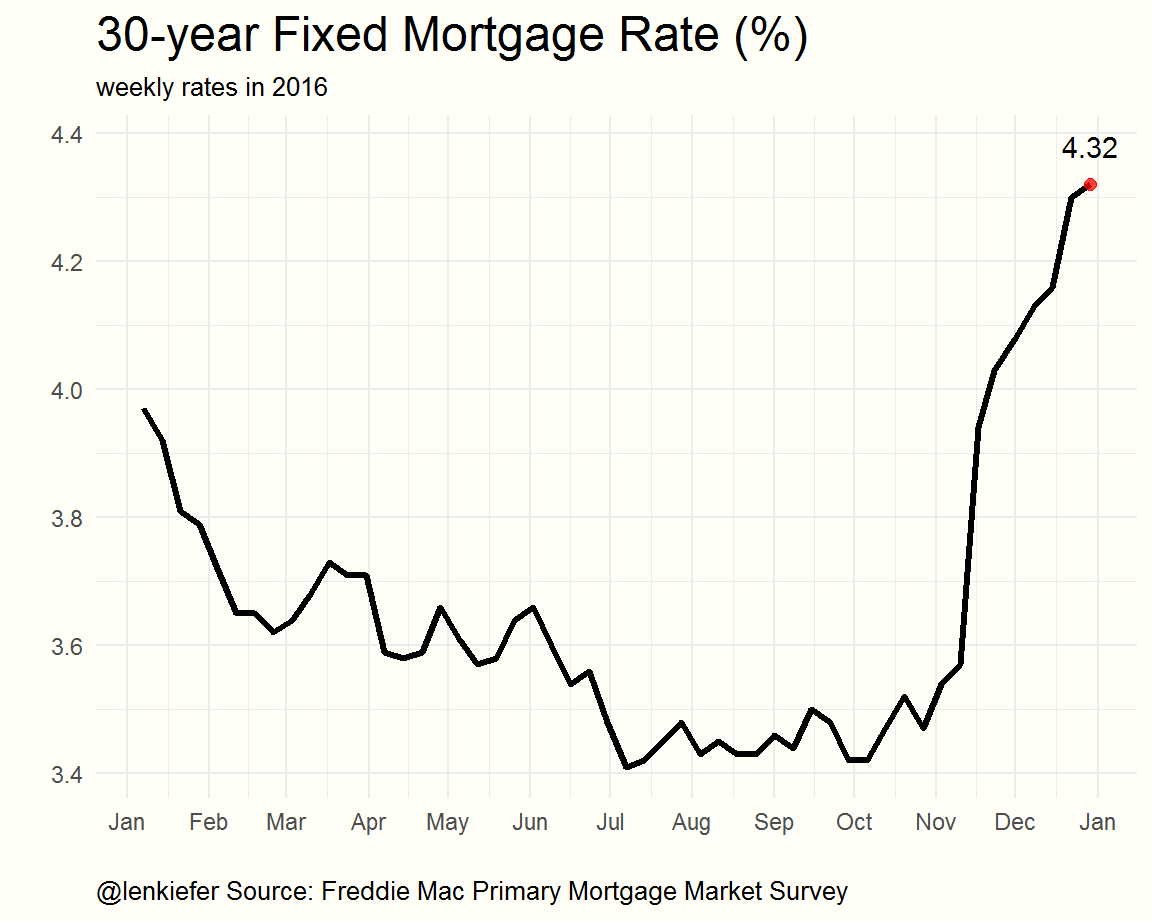 30-year Fixed Mortgage Rate (%)
weekly rates in 2016
4.4
4.32
4.2
4.0
3.8
3.6
3.4
Jan Feb Mar Apr May Jun Jul Aug Sep Oct Nov Dec Jan
@lenkiefer Source: Freddie Mac Primary Mortgage Market Survey